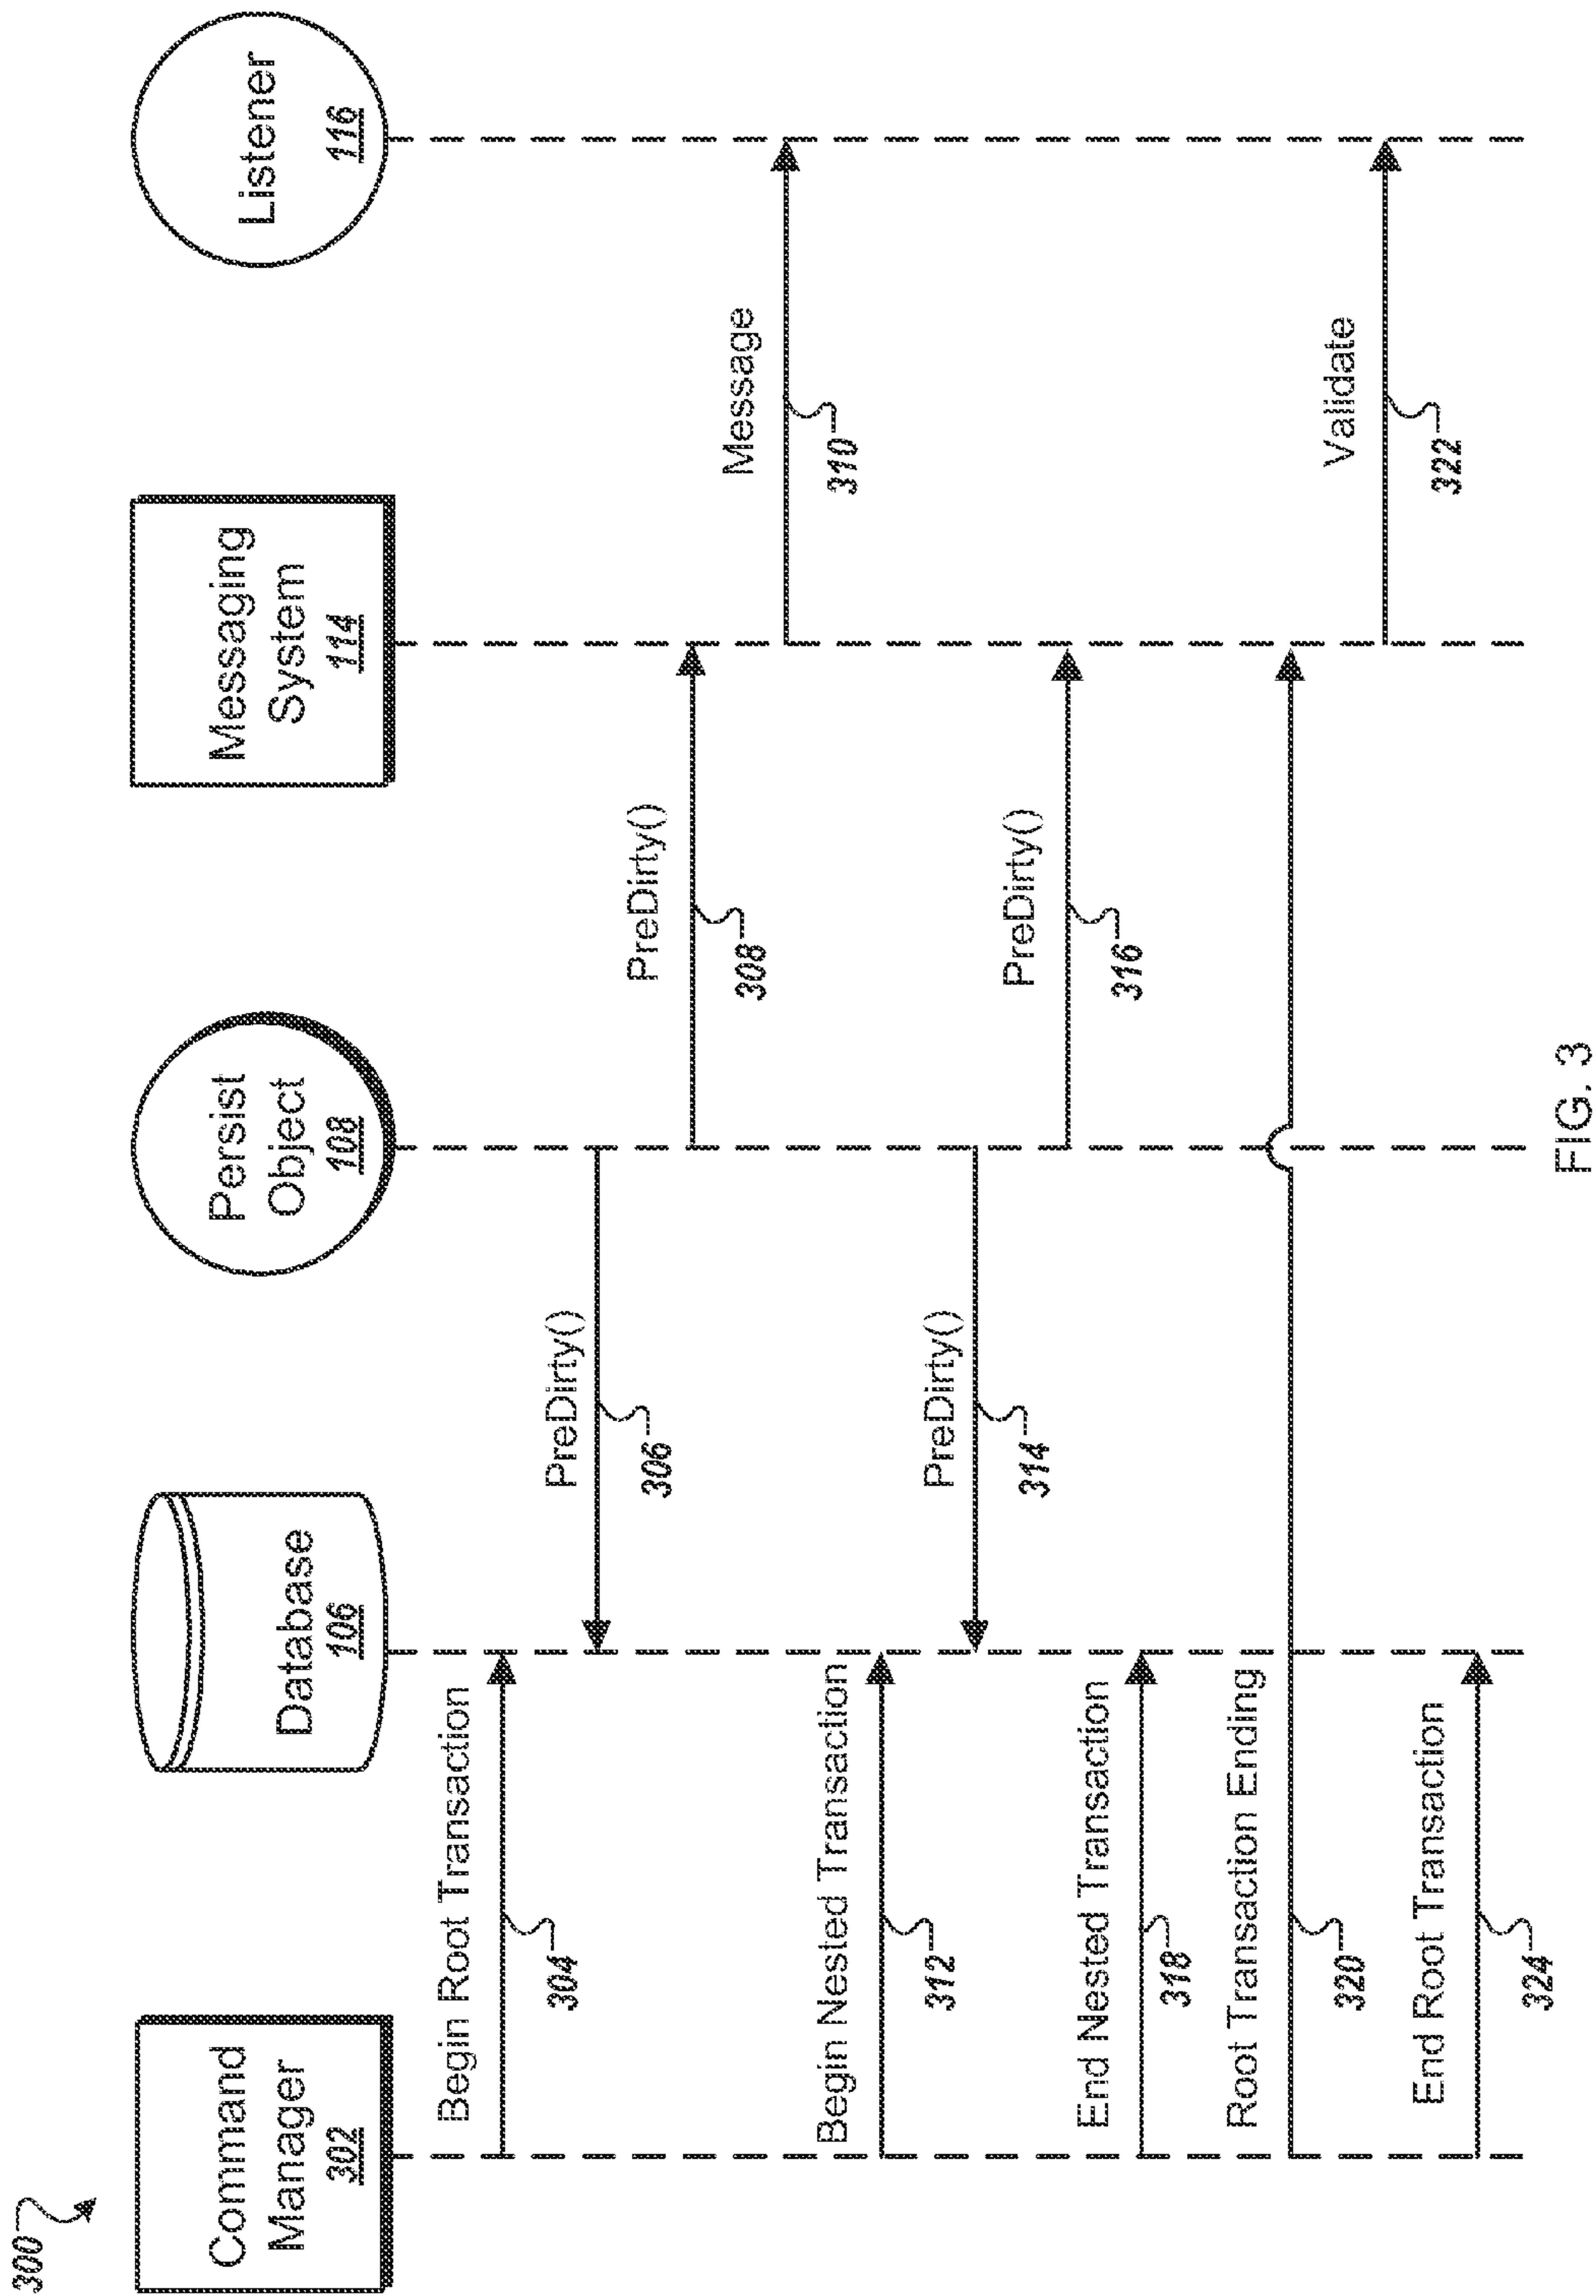 300
Command
Manager
302
Database
106
Persist
Object
108
Messaging
System
114
Listener
116
Begin Root Transaction
304
PreDirty()
306
PreDirty()
308
Message
310
Begin Nested Transaction
312
PreDirty()
314
PreDirty()
316
End Nested Transaction
318
Root Transaction Ending
320
Validate
322
End Root Transaction
324
FIG. 3